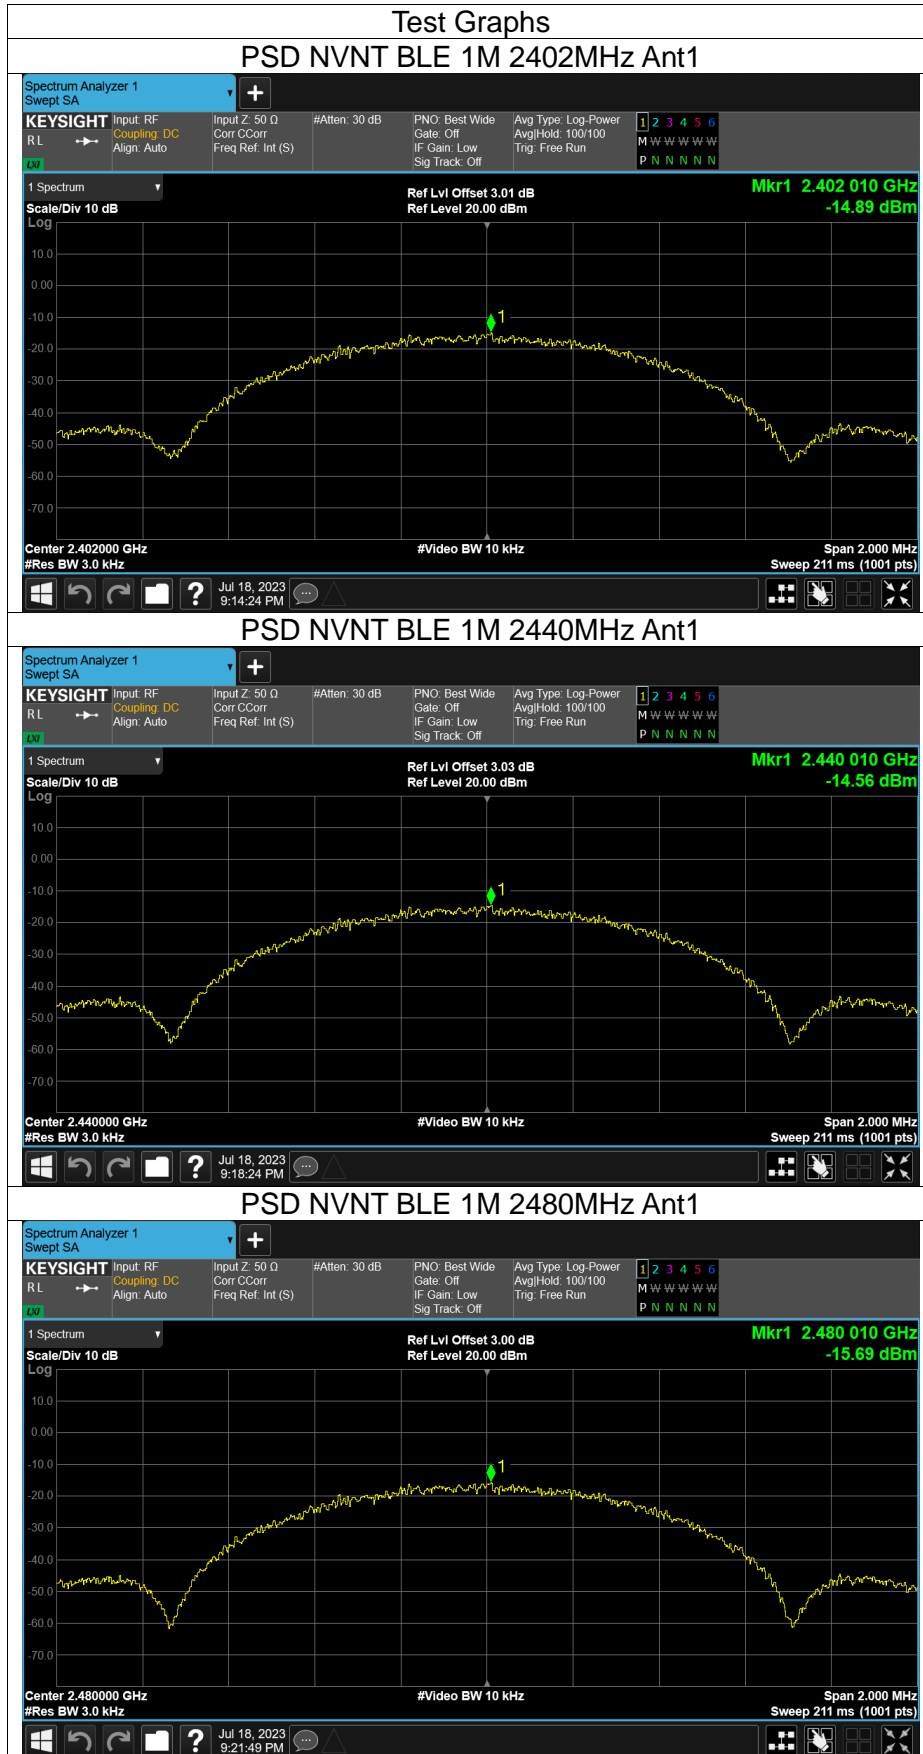 Test Graphs
PSD NVNT BLE 1M 2402MHz Ant1
Spectrum Analyzer 1
Swept SA
+
KEYSIGHT Input: RF Input Z: 50 Ω #Atten: 30 dB PNO: Best Wide Avg Type: Log-Power 1 2 3 4 5 6
RL Coupling: DC Corr CCorr Gate: Off Avg|Hold: 100/100 M W W W W W
Align: Auto Freq Ref: Int (S) IF Gain: Low Trig: Free Run
LXI Sig Track: Off P N N N N N
1 Spectrum Ref Lvl Offset 3.01 dB Mkr1 2.402 010 GHz
Scale/Div 10 dB Ref Level 20.00 dBm -14.89 dBm
Log
10.0
0.00
-10.0
1
-20.0
-30.0
-40.0
-50.0
-60.0
-70.0
Center 2.402000 GHz #Video BW 10 kHz Span 2.000 MHz
#Res BW 3.0 kHz Sweep 211 ms (1001 pts)
? Jul 18, 2023
9:14:24 PM
PSD NVNT BLE 1M 2440MHz Ant1
Spectrum Analyzer 1
Swept SA
+
KEYSIGHT Input: RF Input Z: 50 Ω #Atten: 30 dB PNO: Best Wide Avg Type: Log-Power 1 2 3 4 5 6
RL Coupling: DC Corr CCorr Gate: Off Avg|Hold: 100/100 M W W W W W
Align: Auto Freq Ref: Int (S) IF Gain: Low Trig: Free Run
LXI Sig Track: Off P N N N N N
1 Spectrum Ref Lvl Offset 3.03 dB Mkr1 2.440 010 GHz
Scale/Div 10 dB Ref Level 20.00 dBm -14.56 dBm
Log
10.0
0.00
-10.0
1
-20.0
-30.0
-40.0
-50.0
-60.0
-70.0
Center 2.440000 GHz #Video BW 10 kHz Span 2.000 MHz
#Res BW 3.0 kHz Sweep 211 ms (1001 pts)
? Jul 18, 2023
9:18:24 PM
PSD NVNT BLE 1M 2480MHz Ant1
Spectrum Analyzer 1
Swept SA
+
KEYSIGHT Input: RF Input Z: 50 Ω #Atten: 30 dB PNO: Best Wide Avg Type: Log-Power 1 2 3 4 5 6
RL Coupling: DC Corr CCorr Gate: Off Avg|Hold: 100/100 M W W W W W
Align: Auto Freq Ref: Int (S) IF Gain: Low Trig: Free Run
LXI Sig Track: Off P N N N N N
1 Spectrum Ref Lvl Offset 3.00 dB Mkr1 2.480 010 GHz
Scale/Div 10 dB Ref Level 20.00 dBm -15.69 dBm
Log
10.0
0.00
-10.0
1
-20.0
-30.0
-40.0
-50.0
-60.0
-70.0
Center 2.480000 GHz #Video BW 10 kHz Span 2.000 MHz
#Res BW 3.0 kHz Sweep 211 ms (1001 pts)
? Jul 18, 2023
9:21:49 PM